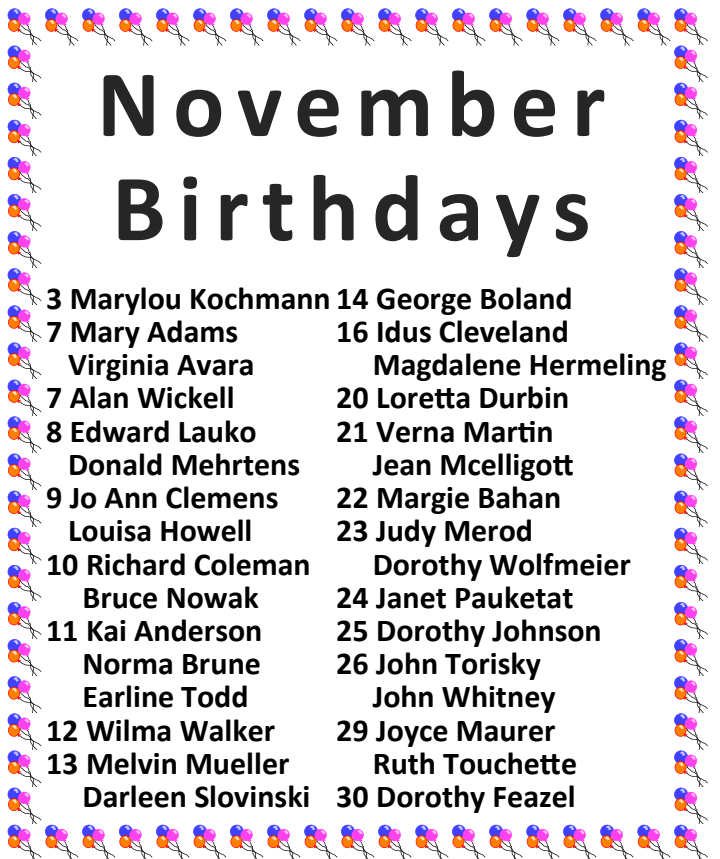 November
Birthdays
3 Marylou Kochmann
7 Mary Adams
Virginia Avara
7 Alan Wickell
8 Edward Lauko
Donald Mehrtens
9 Jo Ann Clemens
Louisa Howell
10 Richard Coleman
Bruce Nowak
11 Kai Anderson
Norma Brune
Earline Todd
12 Wilma Walker
13 Melvin Mueller
Darleen Slovinski
14 George Boland
16 Idus Cleveland
Magdalene Hermeling
20 Loretta Durbin
21 Verna Martin
Jean Mcelligott
22 Margie Bahan
23 Judy Merod
Dorothy Wolfmeier
24 Janet Pauketat
25 Dorothy Johnson
26 John Torisky
John Whitney
29 Joyce Maurer
Ruth Touchette
30 Dorothy Feazel